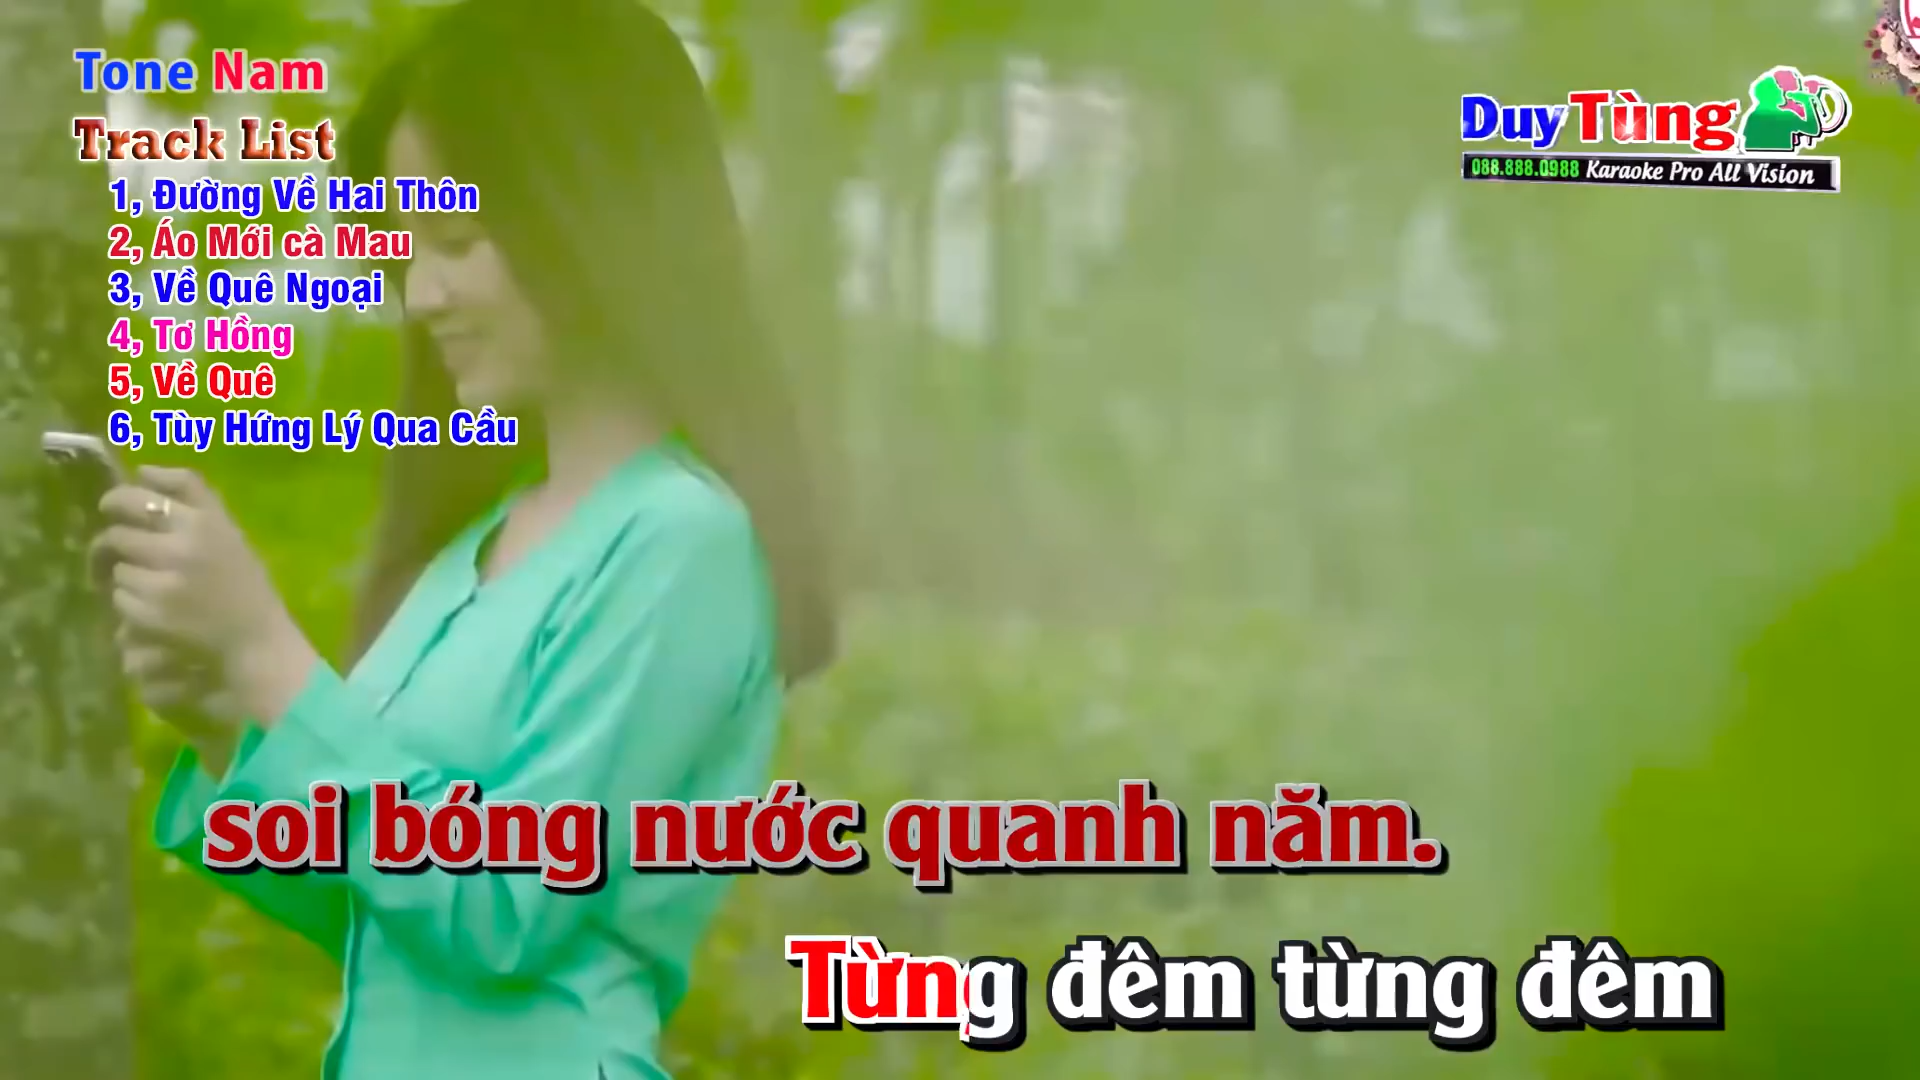 Tone Nam
Track List
1, Đường Về Hai Thôn
2, Áo Mới cà Mau
3, Về Quê Ngoại
4, Tơ Hồng
5, Về Quê
6, Tùy Hứng Lý Qua Cầu
Duy Tùng
088.888.0988 Karaoke Pro All Vision
soi bóng nước quanh năm.
Từng đêm từng đêm